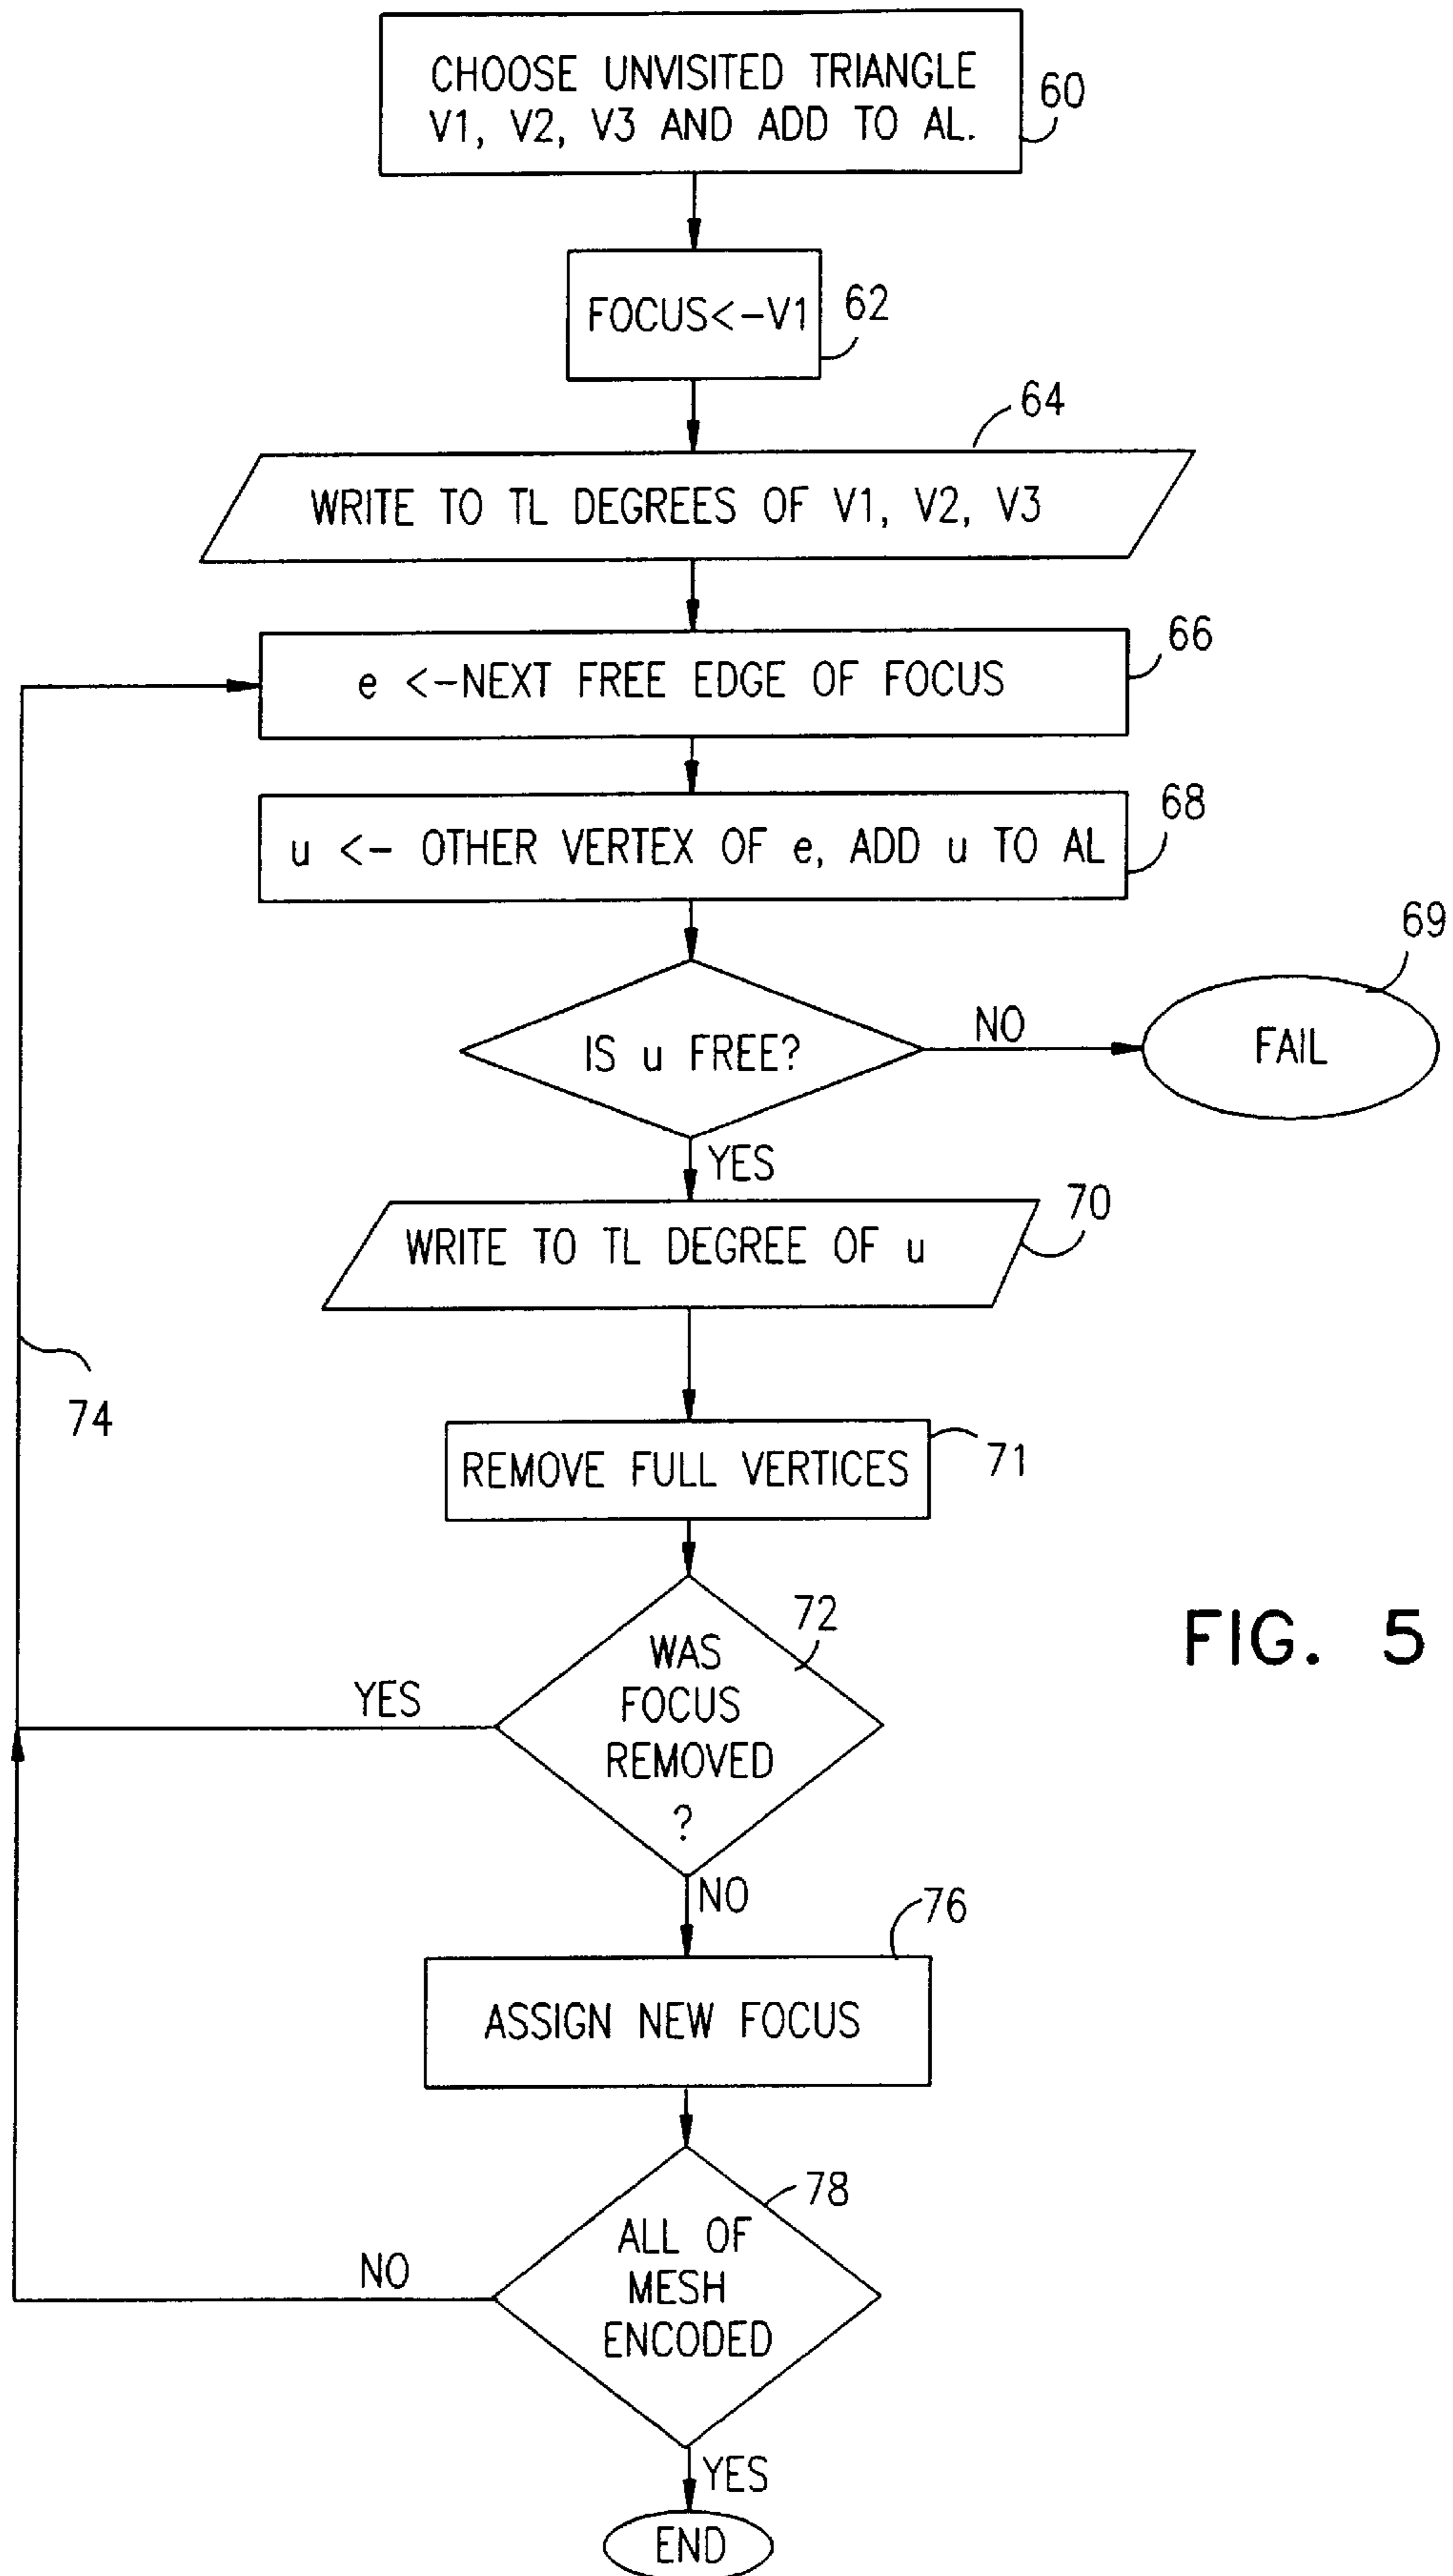 CHOOSE UNVISITED TRIANGLE
V1, V2, V3 AND ADD TO AL.
60
FOCUS<-V1
62
64
WRITE TO TL DEGREES OF V1, V2, V3
66
e <-NEXT FREE EDGE OF FOCUS
68
u <- OTHER VERTEX OF e, ADD u TO AL
69
IS u FREE?
NO
FAIL
YES
70
WRITE TO TL DEGREE OF u
74
REMOVE FULL VERTICES
71
72
WAS
FOCUS
REMOVED
?
YES
FIG. 5
NO
76
ASSIGN NEW FOCUS
78
ALL OF
MESH
ENCODED
NO
YES
END